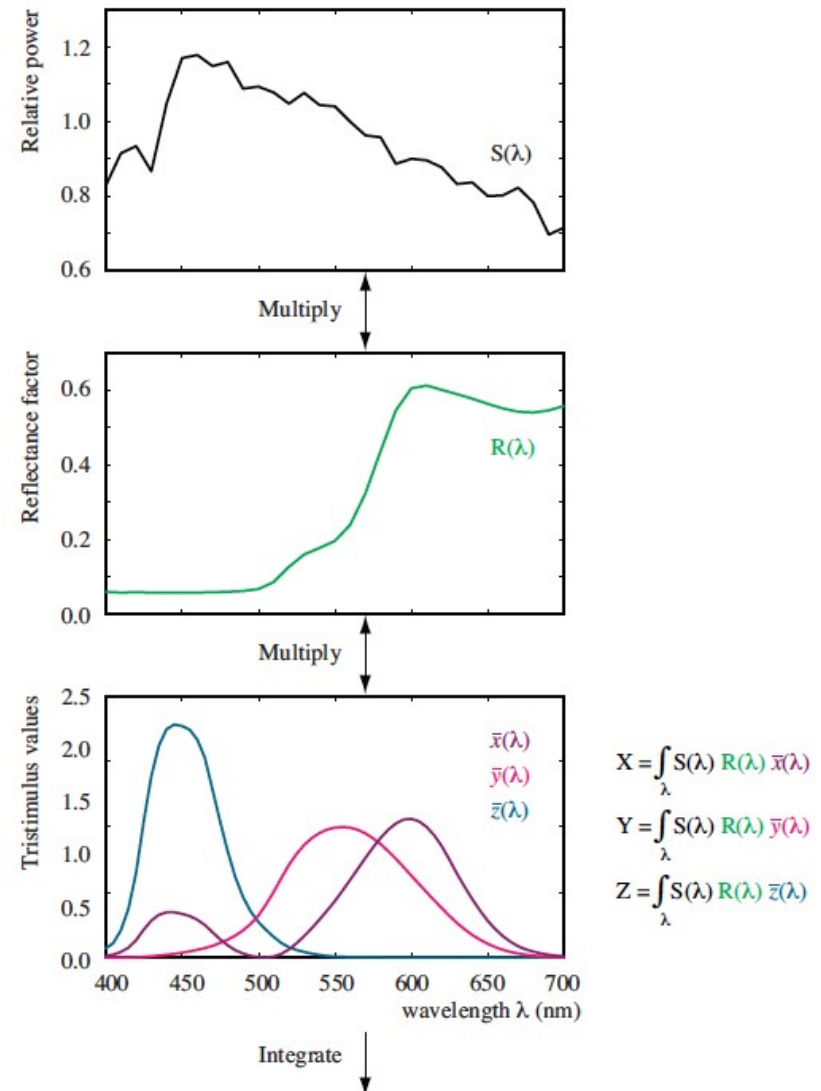 Relative power
1.2
1.0
0.8
0.6
S(λ)
Multiply
Reflectance factor
0.6
0.4
0.2
0.0
R(λ)
Multiply
Tristimulus values
2.5
2.0
1.5
1.0
0.5
0.0
x̄(λ)
ȳ(λ)
z̄(λ)
400 450 500 550 600 650 700
wavelength λ (nm)
Integrate
X = ∫λ S(λ) R(λ) x̄(λ)
Y = ∫λ S(λ) R(λ) ȳ(λ)
Z = ∫λ S(λ) R(λ) z̄(λ)